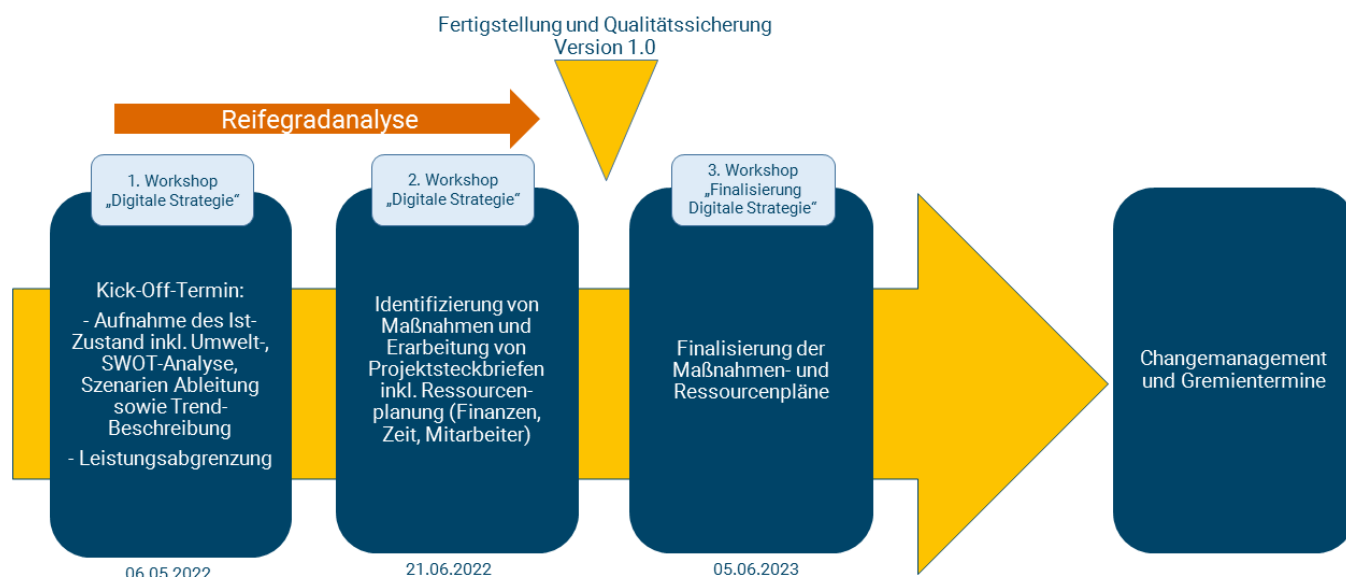 Fertigstellung und Qualitätssicherung
Version 1.0
Reifegradanalyse
1. Workshop
„Digitale Strategie“
Kick-Off-Termin:
- Aufnahme des Ist-
Zustand inkl. Umwelt-,
SWOT-Analyse,
Szenarien Ableitung
sowie Trend-
Beschreibung
- Leistungsabgrenzung
06.05.2022
2. Workshop
„Digitale Strategie“
Identifizierung von
Maßnahmen und
Erarbeitung von
Projektsteckbriefen
inkl. Ressourcen-
planung (Finanzen,
Zeit, Mitarbeiter)
21.06.2022
3. Workshop
„Finalisierung
Digitale Strategie“
Finalisierung der
Maßnahmen- und
Ressourcenpläne
05.06.2023
Changemanagement
und Gremientermine